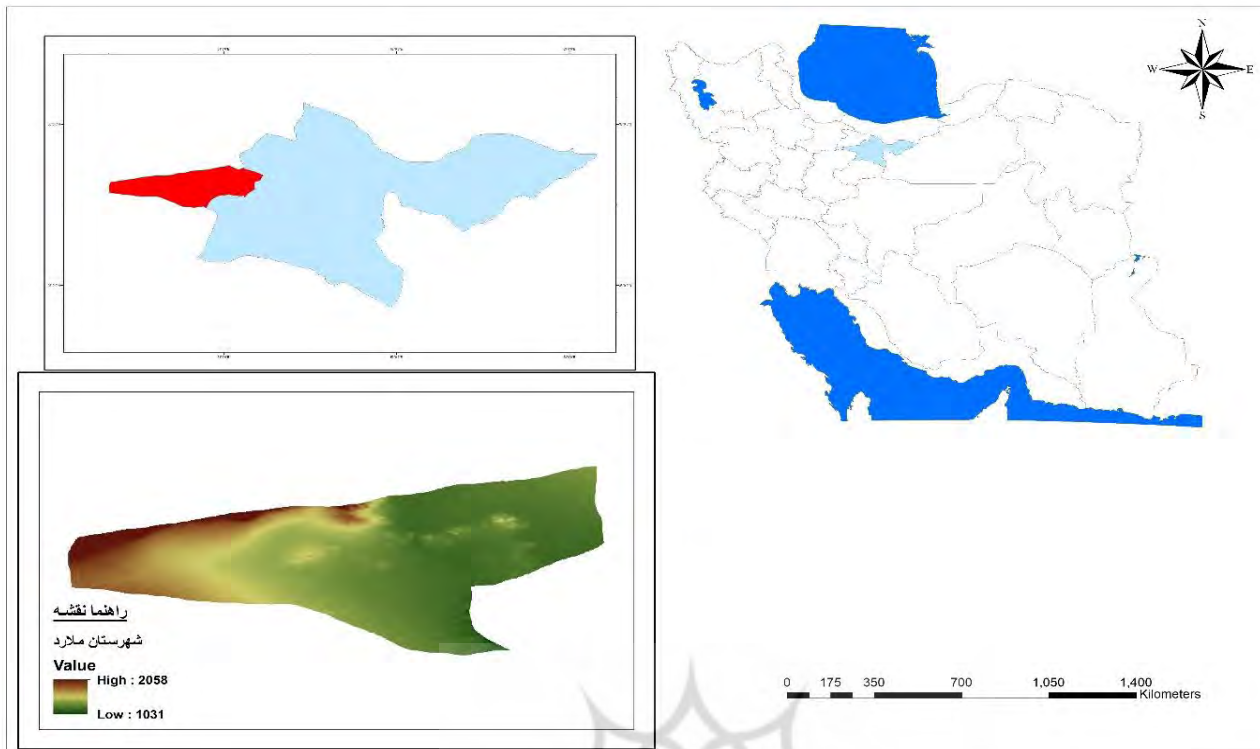 N
W E
S
راهنما نقشه
شهرستان ملارد
Value
High : 2058
Low : 1031
0 175 350 700 1,050 1,400
Kilometers